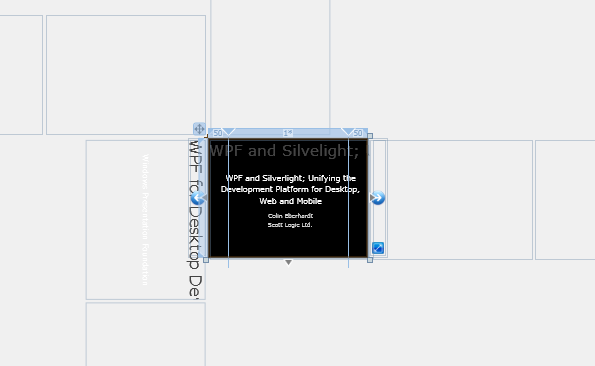 50 1* 50
WPF and Silvelight;
WPF and Silverlight; Unifying the
Development Platform for Desktop,
Web and Mobile
Colin Eberhardt
Scott Logic Ltd.
WPF for Desktop De
Windows Presentation Foundation